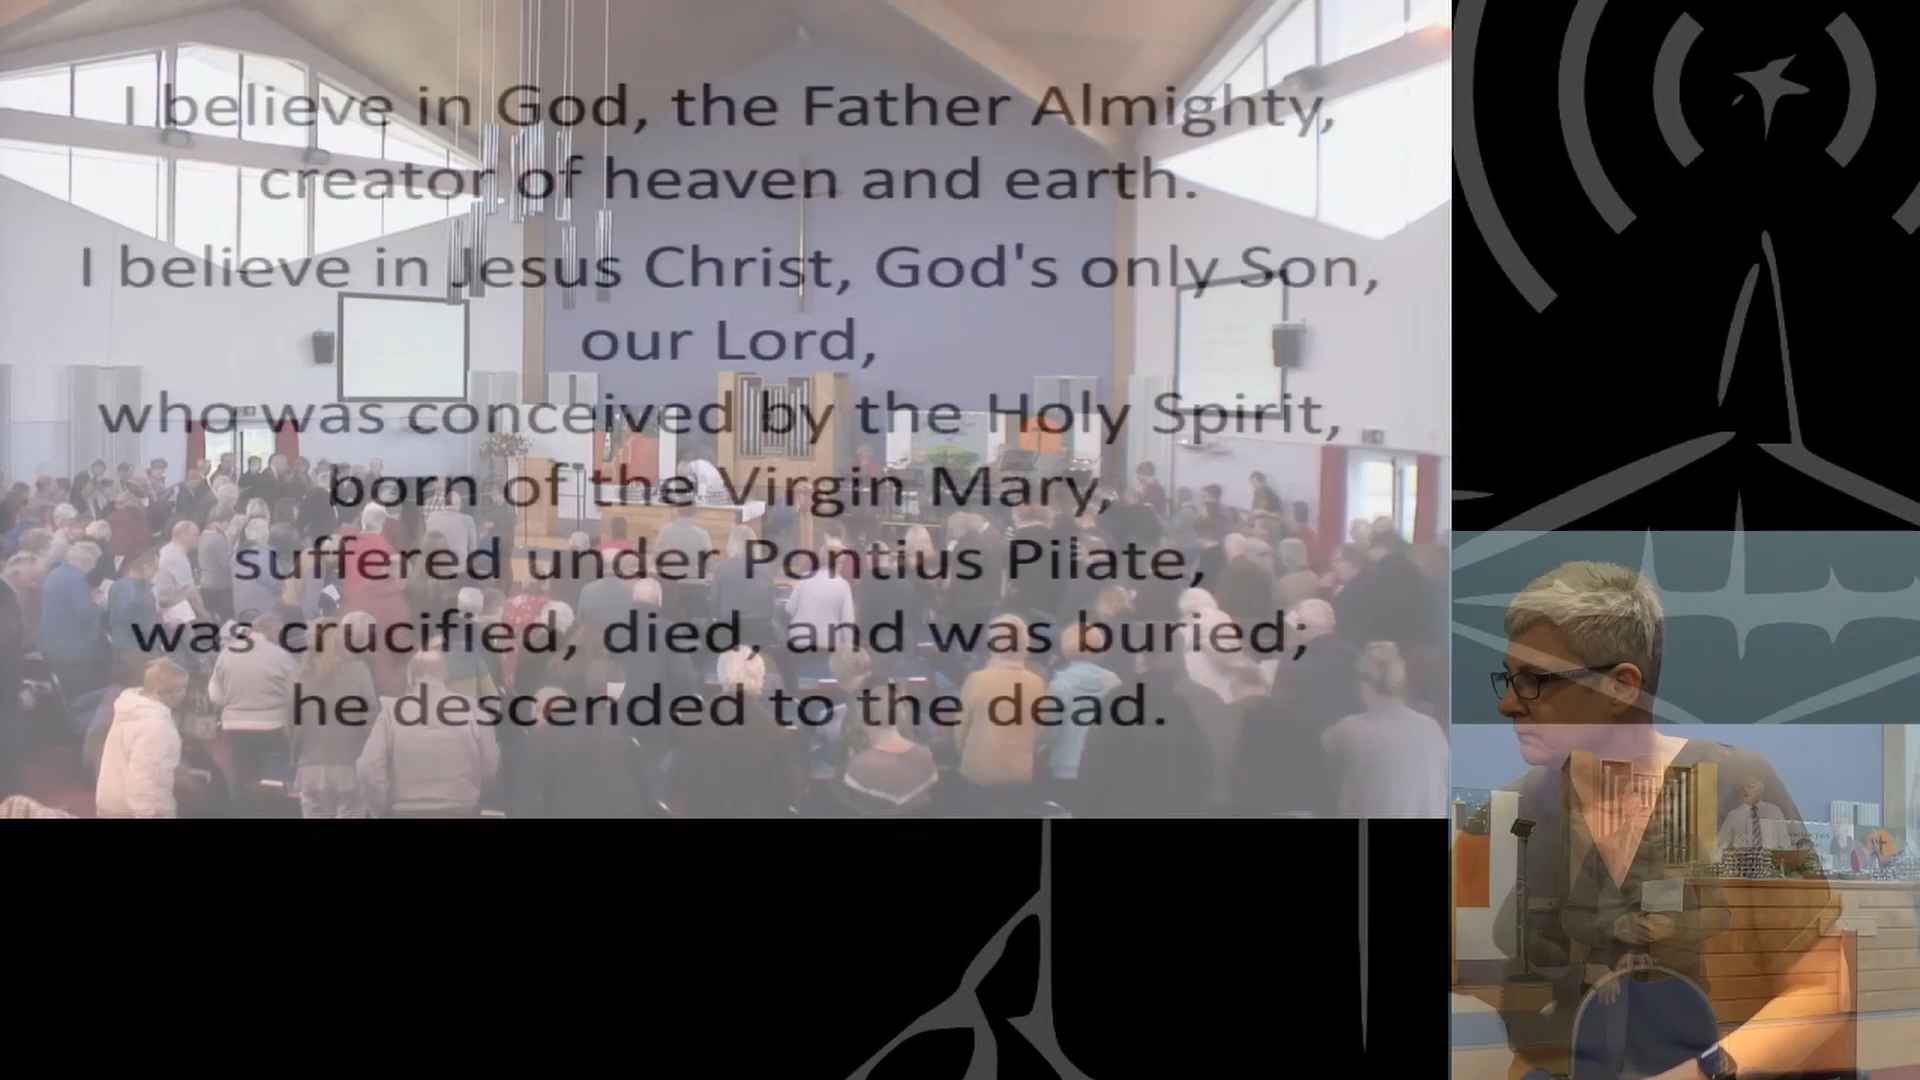 I believe in God, the Father Almighty,
creator of heaven and earth.
I believe in Jesus Christ, God's only Son,
our Lord,
who was conceived by the Holy Spirit,
born of the Virgin Mary,
suffered under Pontius Pilate,
was crucified, died, and was buried;
he descended to the dead.